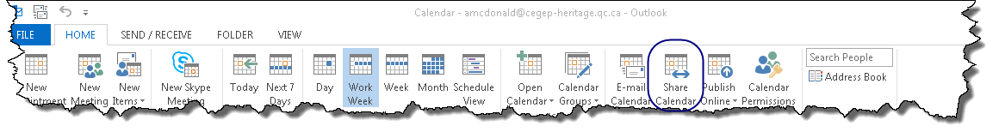 Calendar - amcdonald@cegep-heritage.qc.ca - Outlook
FILE HOME SEND / RECEIVE FOLDER VIEW
New New New New Skype Today Next 7 Day Work Week Month Schedule Open Calendar E-mail Share Publish Calendar Search People
Meeting Items Meeting Days Week View Calendar Groups Calendar Calendar Online Permissions Address Book